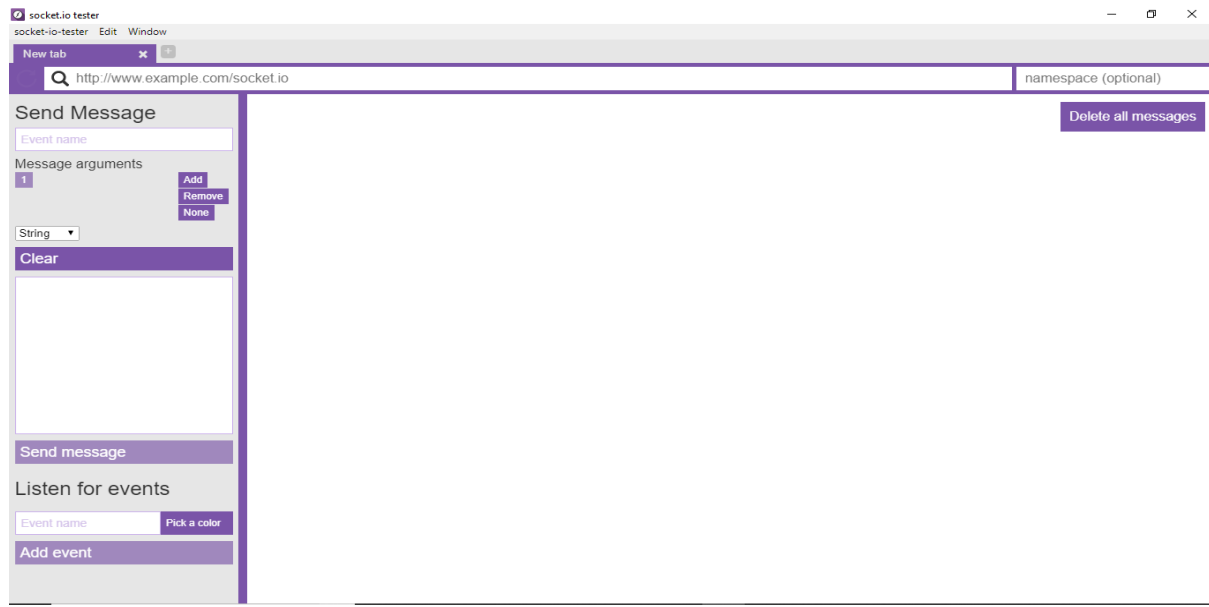 socket.io tester
socket-io-tester Edit Window
New tab
http://www.example.com/socket.io
namespace (optional)
Send Message
Event name
Message arguments
1
Add
Remove
None
String
Clear
Send message
Listen for events
Event name
Pick a color
Add event
Delete all messages